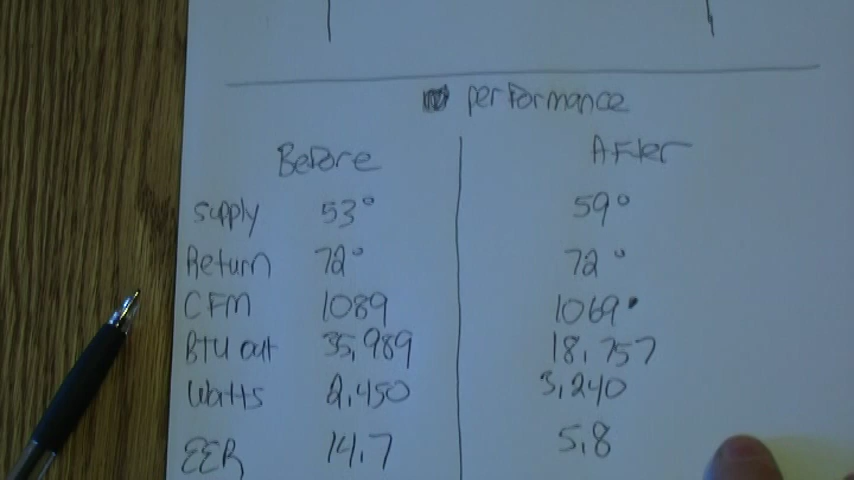 performance
Before After
supply 53° 59°
Return 72° 72°
CFM 1089 1069
BTU out 35,989 18,757
Watts 2,450 3,240
EER 14.7 5.8